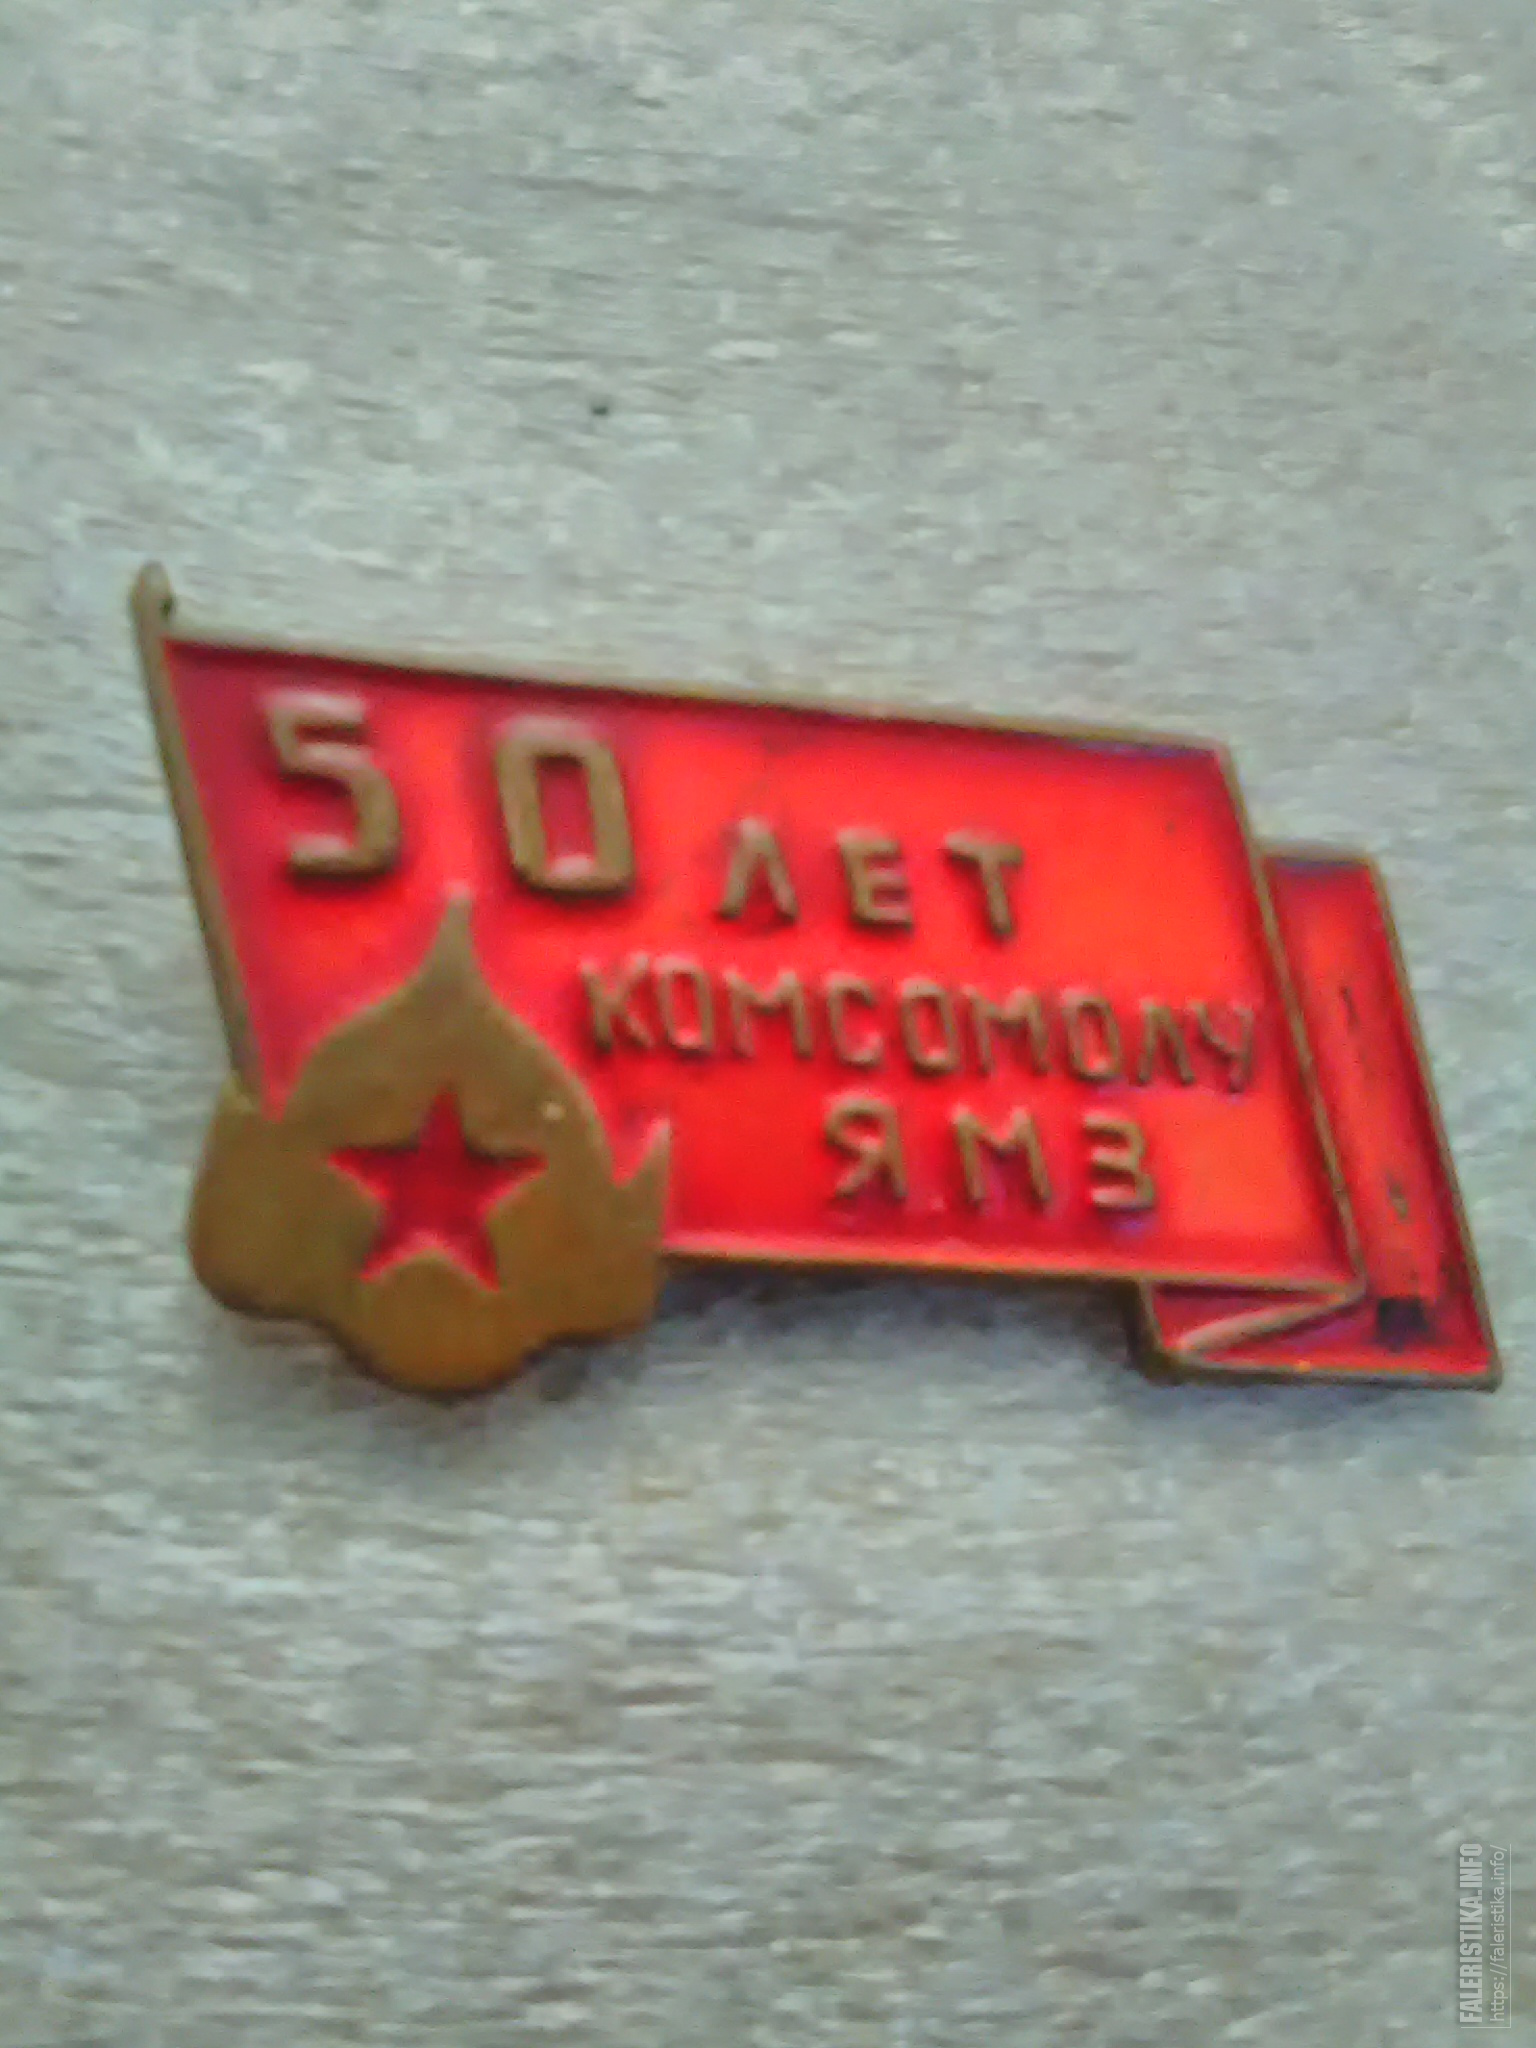 50 ЛЕТ
КОМСОМОЛУ
ЯМЗ
FALERISTIKA.INFO
https://faleristika.info/